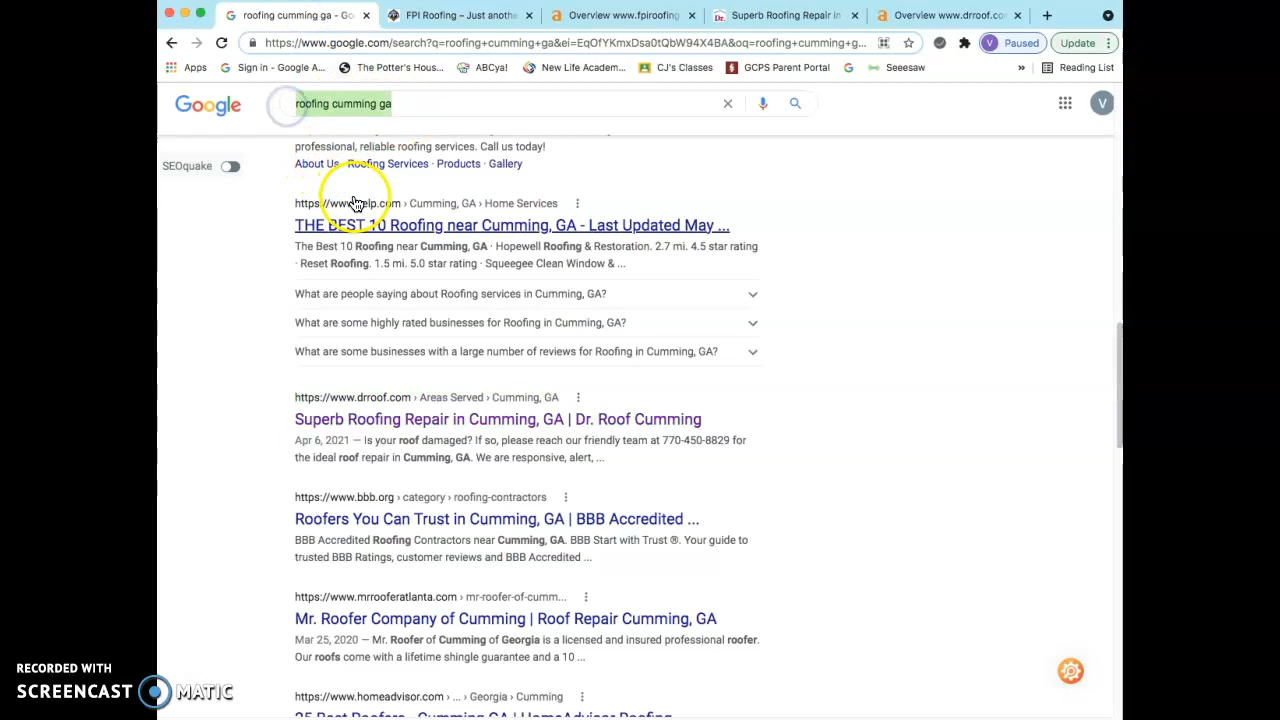 roofing cumming ga - Go
FPI Roofing – Just anothe
Overview www.fpiroofing
Superb Roofing Repair in
Overview www.drroof.co
https://www.google.com/search?q=roofing+cumming+ga&ei=EqOfYKmxDsa0tQbW94X4BA&oq=roofing+cumming+g...
Paused
Update
Apps
Sign in - Google A...
The Potter's Hous...
ABCya!
New Life Academ...
CJ's Classes
GCPS Parent Portal
Seeesaw
»
Reading List
Google
roofing cumming ga
V
SEOquake
professional, reliable roofing services. Call us today!
About Us · Roofing Services · Products · Gallery
https://www.yelp.com › Cumming, GA › Home Services
THE BEST 10 Roofing near Cumming, GA - Last Updated May ...
The Best 10 Roofing near Cumming, GA · Hopewell Roofing & Restoration. 2.7 mi. 4.5 star rating
· Reset Roofing. 1.5 mi. 5.0 star rating · Squeegee Clean Window & ...
What are people saying about Roofing services in Cumming, GA?
What are some highly rated businesses for Roofing in Cumming, GA?
What are some businesses with a large number of reviews for Roofing in Cumming, GA?
https://www.drroof.com › Areas Served › Cumming, GA
Superb Roofing Repair in Cumming, GA | Dr. Roof Cumming
Apr 6, 2021 — Is your roof damaged? If so, please reach our friendly team at 770-450-8829 for
the ideal roof repair in Cumming, GA. We are responsive, alert, ...
https://www.bbb.org › category › roofing-contractors
Roofers You Can Trust in Cumming, GA | BBB Accredited ...
BBB Accredited Roofing Contractors near Cumming, GA. BBB Start with Trust ®. Your guide to
trusted BBB Ratings, customer reviews and BBB Accredited ...
https://www.mrrooferatlanta.com › mr-roofer-of-cumm...
Mr. Roofer Company of Cumming | Roof Repair Cumming, GA
Mar 25, 2020 — Mr. Roofer of Cumming of Georgia is a licensed and insured professional roofer.
Our roofs come with a lifetime shingle guarantee and a 10 ...
https://www.homeadvisor.com › ... › Georgia › Cumming
25 Best Roofers - Cumming GA | HomeAdvisor Roofing
RECORDED WITH
SCREENCAST MATIC